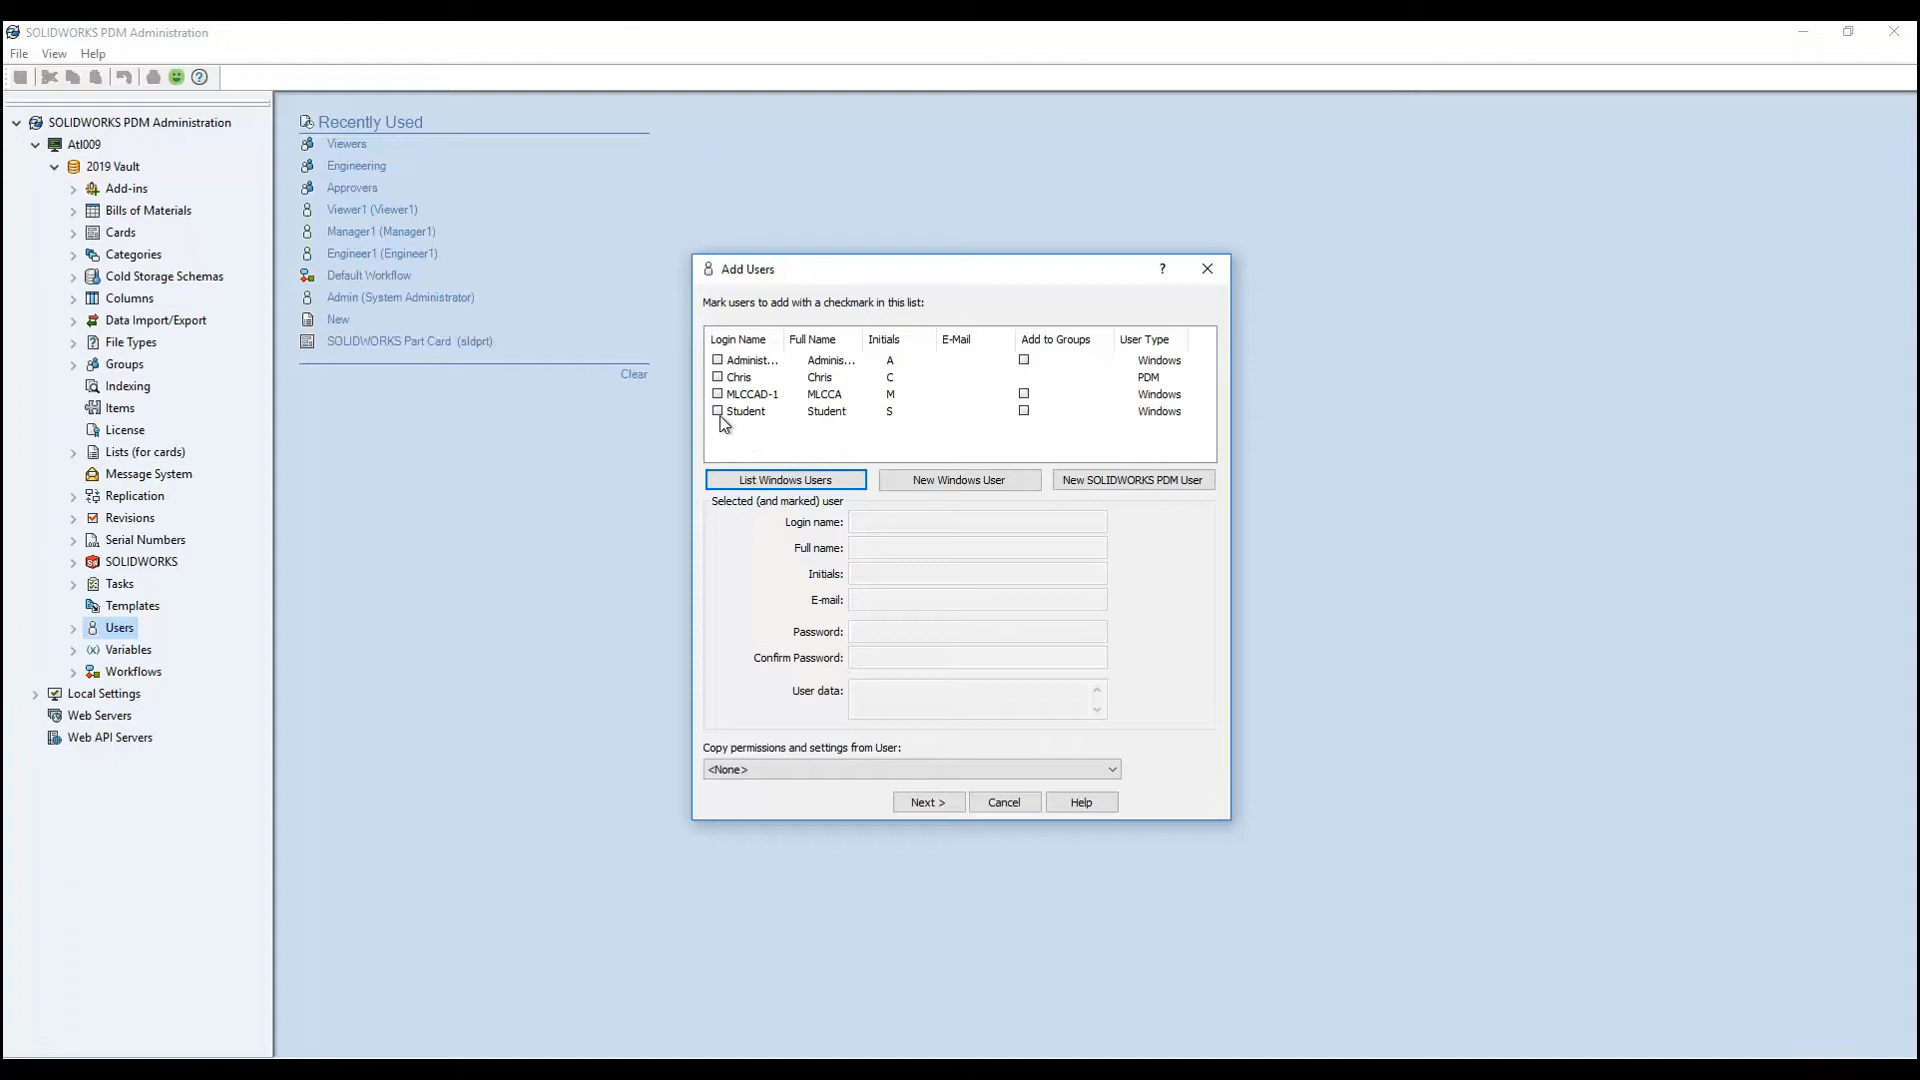 SOLIDWORKS PDM Administration
File View Help
SOLIDWORKS PDM Administration
Atl009
2019 Vault
Add-ins
Bills of Materials
Cards
Categories
Cold Storage Schemas
Columns
Data Import/Export
File Types
Groups
Indexing
Items
License
Lists (for cards)
Message System
Replication
Revisions
Serial Numbers
SOLIDWORKS
Tasks
Templates
Users
Variables
Workflows
Local Settings
Web Servers
Web API Servers
Recently Used
Viewers
Engineering
Approvers
Viewer1 (Viewer1)
Manager1 (Manager1)
Engineer1 (Engineer1)
Default Workflow
Admin (System Administrator)
New
SOLIDWORKS Part Card (sldprt)
Clear
Add Users
Mark users to add with a checkmark in this list:
Login Name Full Name Initials E-Mail Add to Groups User Type
Administ... Adminis... A Windows
Chris Chris C PDM
MLCCAD-1 MLCCA M Windows
Student Student S Windows
List Windows Users New Windows User New SOLIDWORKS PDM User
Selected (and marked) user
Login name:
Full name:
Initials:
E-mail:
Password:
Confirm Password:
User data:
Copy permissions and settings from User:
<None>
Next > Cancel Help